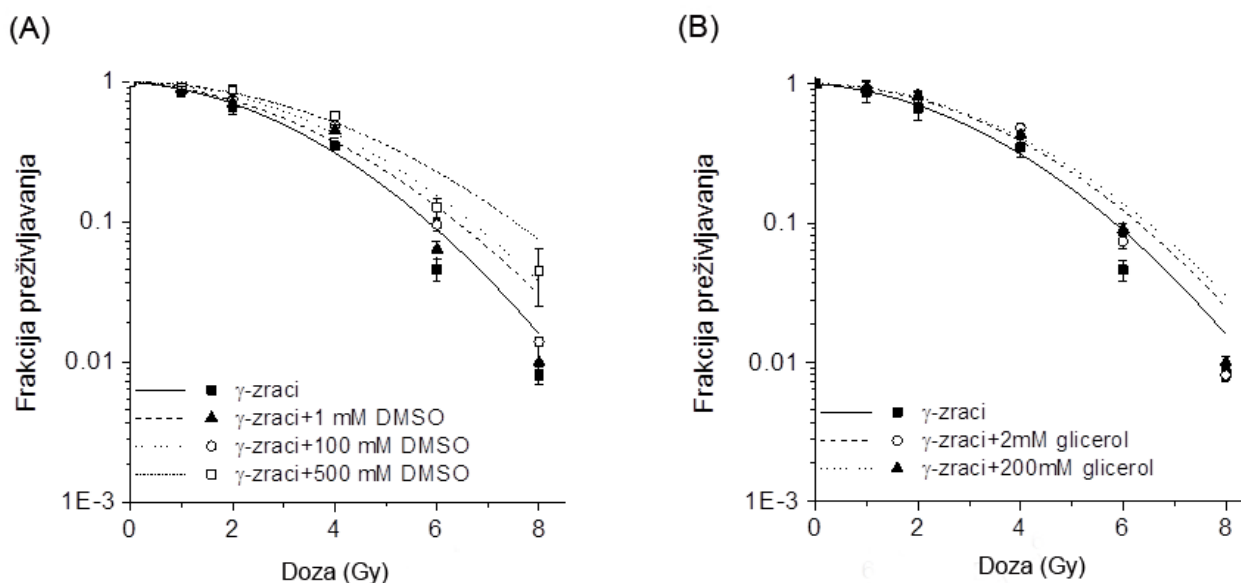 (A)
Frakcija preživljavanja
1
0.1
0.01
1E-3
γ-zraci
γ-zraci+1 mM DMSO
γ-zraci+100 mM DMSO
γ-zraci+500 mM DMSO
0 2 4 6 8
Doza (Gy)
(B)
Frakcija preživljavanja
1
0.1
0.01
1E-3
γ-zraci
γ-zraci+2mM glicerol
γ-zraci+200mM glicerol
0 2 4 6 8
Doza (Gy)